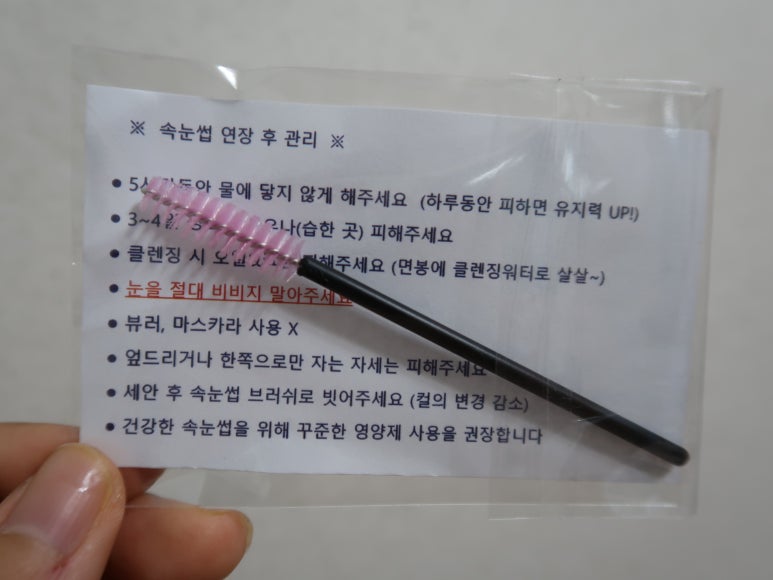 ※ 속눈썹 연장 후 관리 ※
● 5시간동안 물에 닿지 않게 해주세요 (하루동안 피하면 유지력 UP!)
● 3~4일 피해주세요 (습한 곳)
● 클렌징 시 피해주세요 (면봉에 클렌징워터로 살살~)
● 눈을 절대 비비지 말아주세요
● 뷰러, 마스카라 사용 X
● 엎드리거나 한쪽으로만 자는 자세는 피해주세요
● 세안 후 속눈썹 브러쉬로 빗어주세요 (컬의 변경 감소)
● 건강한 속눈썹을 위해 꾸준한 영양제 사용을 권장합니다